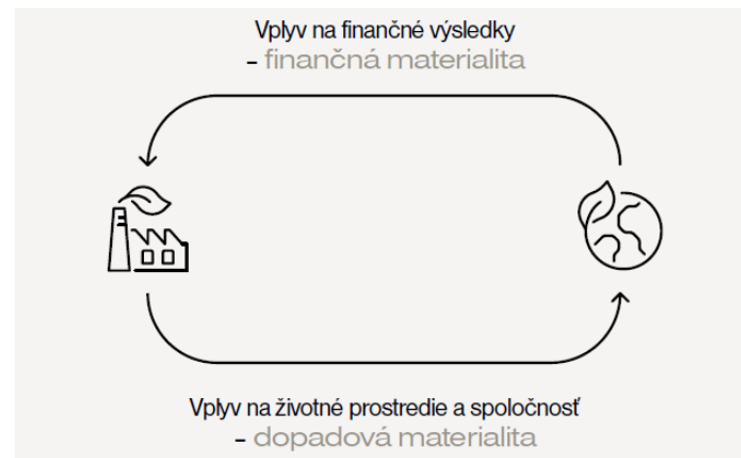 Vplyv na finančné výsledky
- finančná materialita
Vplyv na životné prostredie a spoločnosť
- dopadová materialita